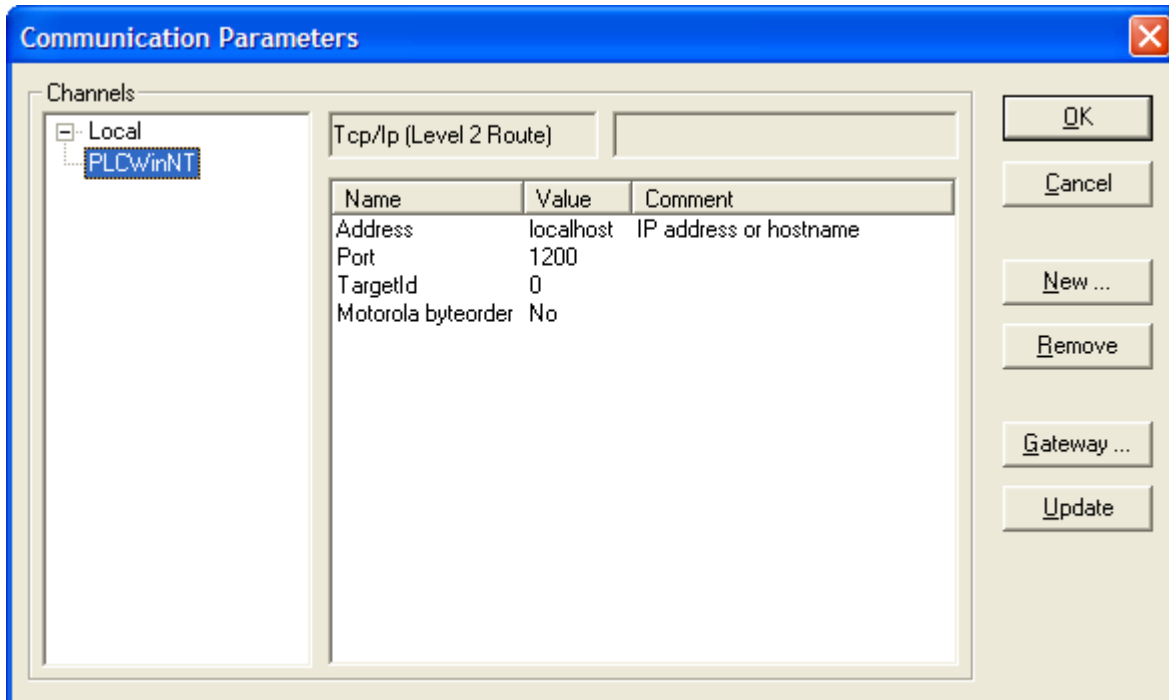 Communication Parameters
Channels
Local
PLCWinNT
Tcp/Ip (Level 2 Route)
Name Value Comment
Address localhost IP address or hostname
Port 1200
TargetId 0
Motorola byteorder No
OK
Cancel
New ...
Remove
Gateway ...
Update